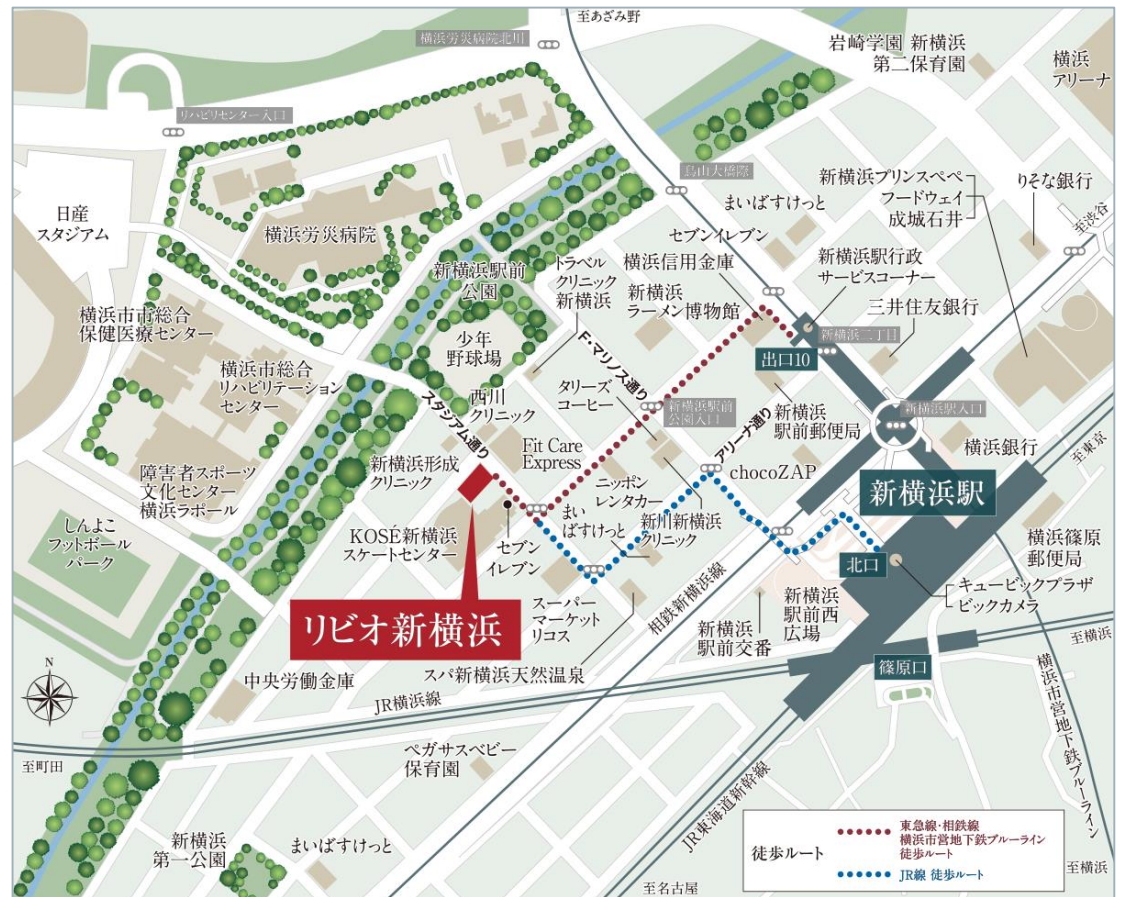 至あざみ野
横浜労災病院北川
岩崎学園 新横浜
第二保育園
横浜
アリーナ
リハビリセンター入口
鳥山大橋際
新横浜プリンスペペ
フードウェイ
成城石井
りそな銀行
まいばすけっと
至渋谷
日産
スタジアム
横浜労災病院
セブンイレブン
新横浜駅行政
サービスコーナー
新横浜駅前
公園
トラベル
クリニック
新横浜
横浜信用金庫
新横浜
ラーメン博物館
三井住友銀行
横浜市市総合
保健医療センター
少年
野球場
F・マリノス通り
出口10
新横浜二丁目
横浜市総合
リハビリテーション
センター
西川
クリニック
スタジアム通り
タリーズ
コーヒー
新横浜駅前
公園入口
アリーナ通り
新横浜
駅前郵便局
新横浜駅入口
横浜銀行
至東京
Fit Care
Express
新横浜形成
クリニック
chocoZAP
新横浜駅
障害者スポーツ
文化センター
横浜ラポール
ニッポン
レンタカー
しんよこ
フットボール
パーク
KOSÉ新横浜
スケートセンター
セブン
イレブン
まい
ばすけっと
新川新横浜
クリニック
横浜篠原
郵便局
北口
キュービックプラザ
ビックカメラ
リビオ新横浜
スーパー
マーケット
リコス
相鉄新横浜線
新横浜
駅前交番
新横浜
駅前西
広場
至横浜
スパ新横浜天然温泉
篠原口
中央労働金庫
JR横浜線
横浜市営地下鉄ブルーライン
N
至町田
ペガサスベビー
保育園
JR東海道新幹線
新横浜
第一公園
まいばすけっと
徒歩ルート
東急線・相鉄線
横浜市営地下鉄ブルーライン
徒歩ルート
JR線 徒歩ルート
至横浜
至名古屋